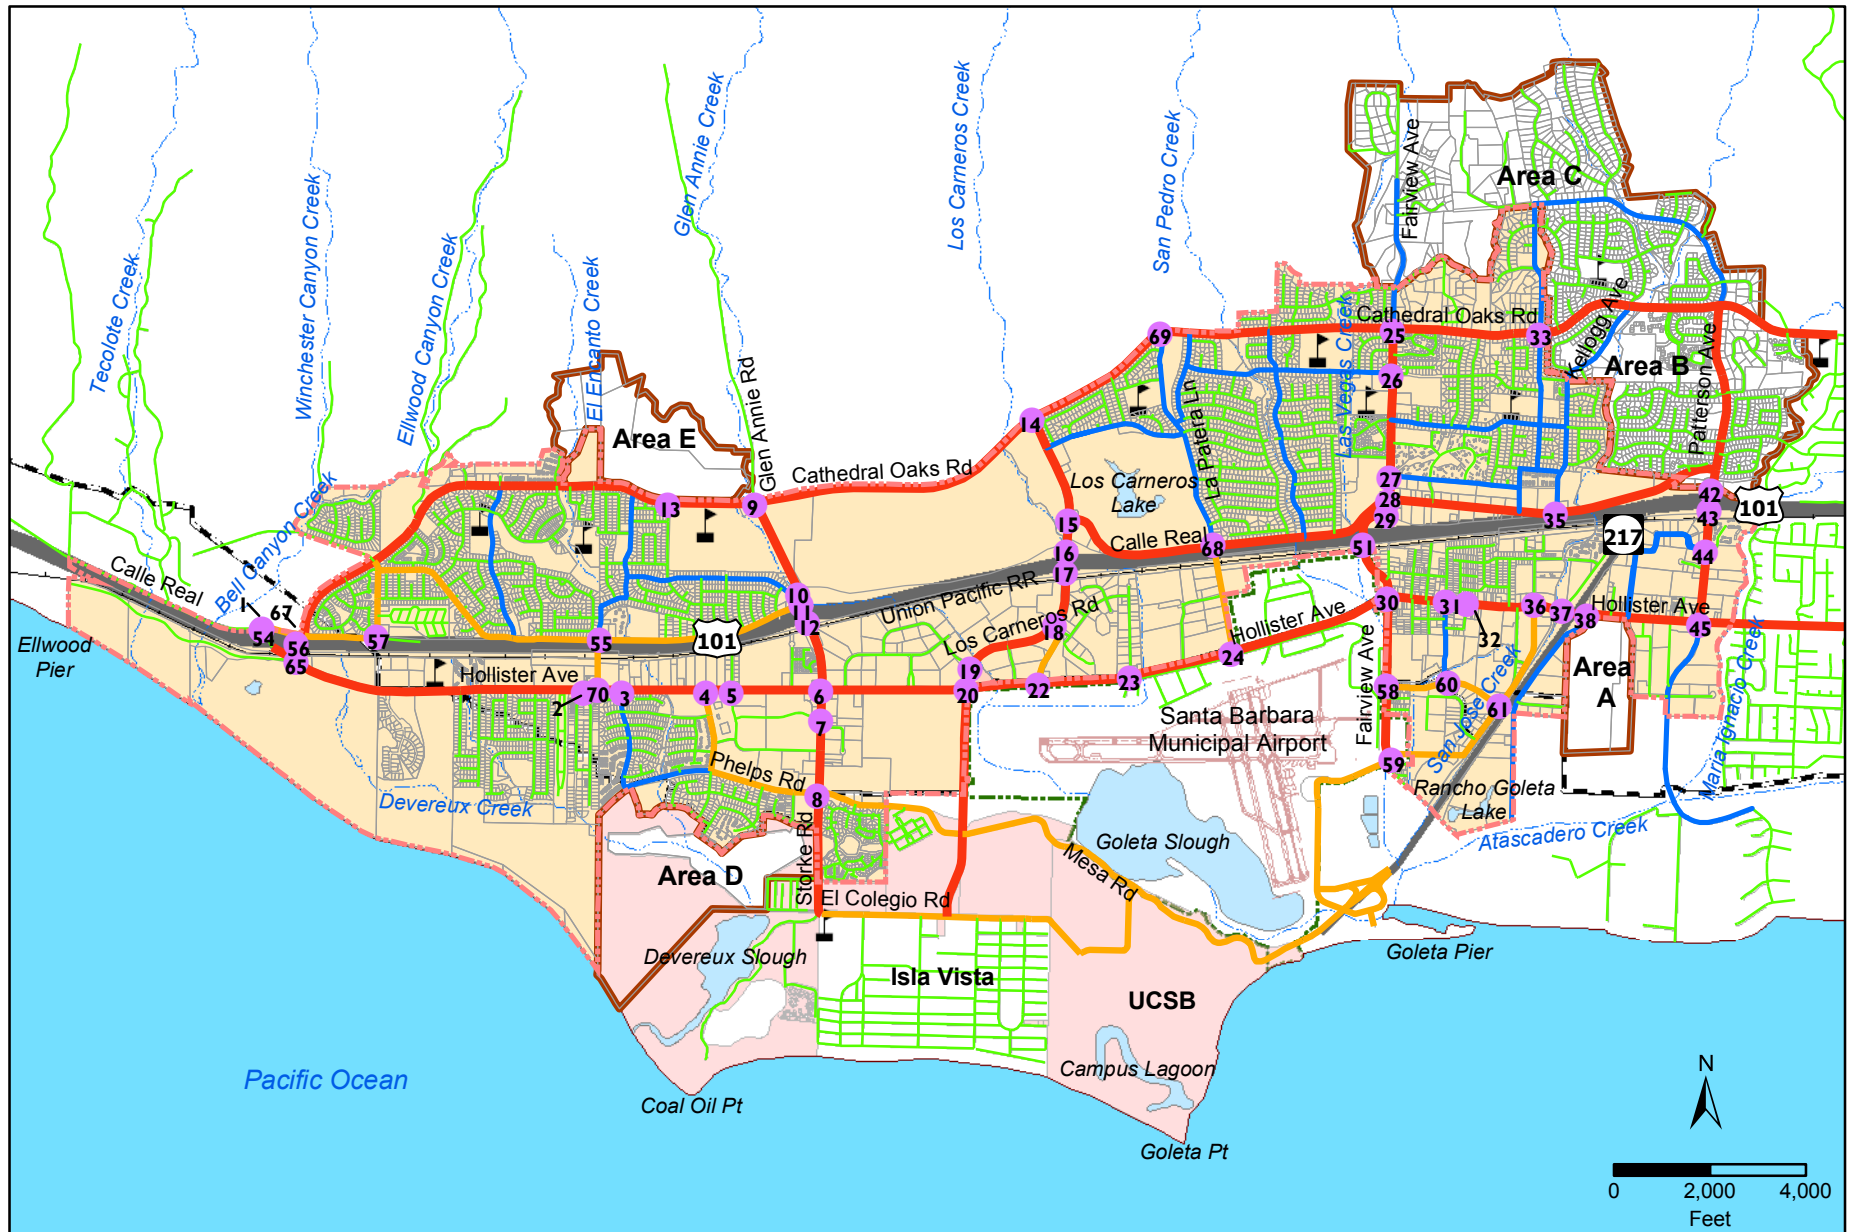 Tecolote Creek
Winchester Canyon Creek
Ellwood Canyon Creek
El Encanto Creek
Glen Annie Creek
Los Carneros Creek
San Pedro Creek
Las Vegas Creek
Bell Canyon Creek
Fairview Ave
Area C
Cathedral Oaks Rd
Kellogg Ave
Area B
Patterson Ave
69
25
33
26
La Patera Ln
Area E
Glen Annie Rd
14
Cathedral Oaks Rd
13
9
Los Carneros
Lake
27
28
29
35
42
43
101
15
16
17
Calle Real
68
51
217
44
Calle Real
Union Pacific RR
10
11
12
1
67
54
56
65
57
55
101
Los Carneros Rd
18
Hollister Ave
30
31
32
36
37
38
Hollister Ave
45
Ellwood
Pier
Hollister Ave
2
70
3
4
5
6
7
19
20
22
23
24
Fairview Ave
58
60
61
59
Area
A
San Jose Creek
Maria Ignacio Creek
Santa Barbara
Municipal Airport
Phelps Rd
8
Devereux Creek
Rancho Goleta
Lake
Atascadero Creek
Goleta Slough
Mesa Rd
Storke Rd
Area D
El Colegio Rd
Devereux Slough
Isla Vista
UCSB
Goleta Pier
Campus Lagoon
Pacific Ocean
Coal Oil Pt
Goleta Pt
N
0
2,000
4,000
Feet